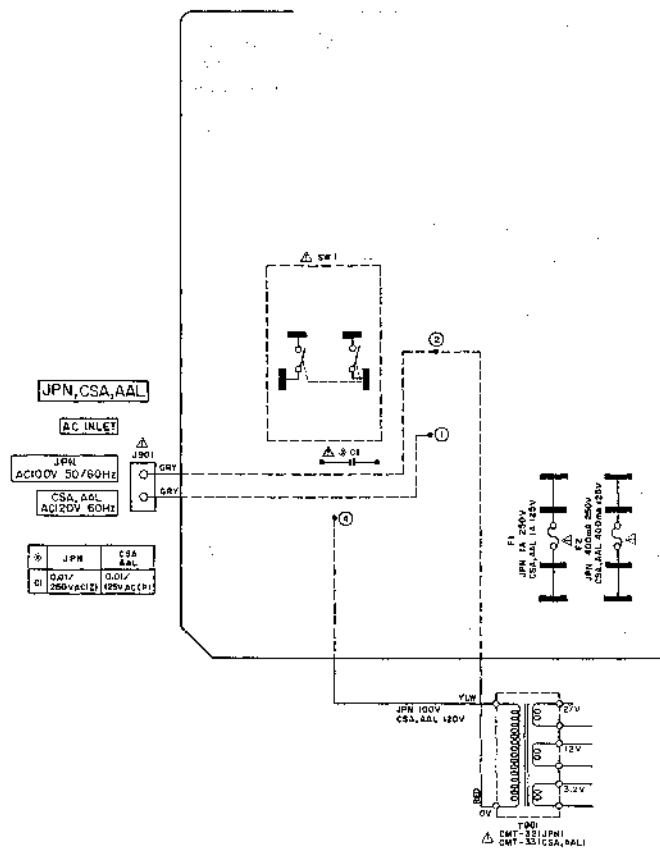 ⚠ SW1
②
JPN,CSA,AAL
AC INLET
⚠
J901
①
⚠ ※ C1
JPN
AC100V 50/60Hz
GRY
CSA, AAL
AC120V 60Hz
GRY
④
F1
JPN 1A 250V
CSA,AAL 1A 125V
⚠
F2
JPN 400mA 250V
CSA,AAL 400mA 125V
⚠
※ JPN CSA AAL
C1 0.01/ 250VAC(Z) 0.01/ 125VAC(P)
YLW
JPN 100V
CSA,AAL 120V
27V
12V
3.2V
RED
0V
T901
⚠ CMT-32(JPN)
CMT-33(CSA,AAL)